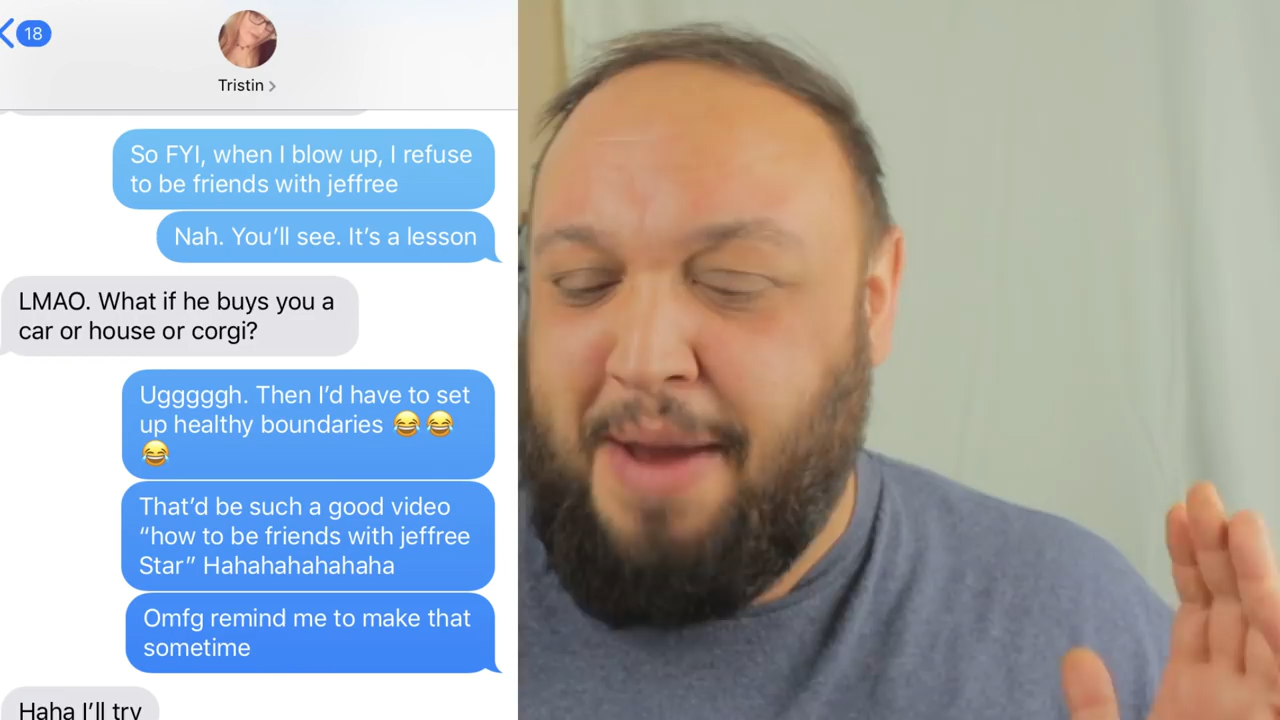 18
Tristin >
So FYI, when I blow up, I refuse
to be friends with jeffree
Nah. You’ll see. It’s a lesson
LMAO. What if he buys you a
car or house or corgi?
Ugggggh. Then I’d have to set
up healthy boundaries 😂 😂
😂
That’d be such a good video
“how to be friends with jeffree
Star” Hahahahahahaha
Omfg remind me to make that
sometime
Haha I’ll try